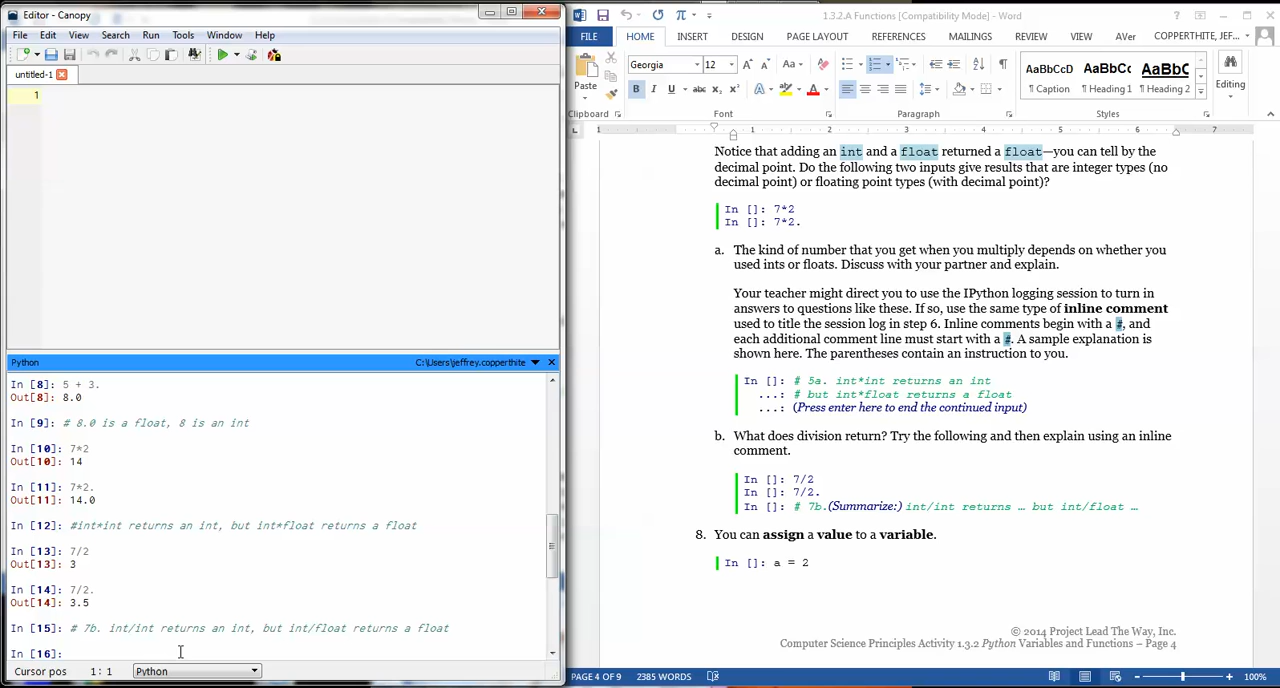 Editor - Canopy
File Edit View Search Run Tools Window Help
untitled-1
1
Python C:\Users\jeffrey.copperthite
In [8]: 5 + 3.
Out[8]: 8.0
In [9]: # 8.0 is a float, 8 is an int
In [10]: 7*2
Out[10]: 14
In [11]: 7*2.
Out[11]: 14.0
In [12]: #int*int returns an int, but int*float returns a float
In [13]: 7/2
Out[13]: 3
In [14]: 7/2.
Out[14]: 3.5
In [15]: # 7b. int/int returns an int, but int/float returns a float
In [16]:
Cursor pos 1: 1 Python
1.3.2.A Functions [Compatibility Mode] - Word
FILE HOME INSERT DESIGN PAGE LAYOUT REFERENCES MAILINGS REVIEW VIEW AVer COPPERTHITE, JEF...
Georgia 12 Aa
Paste
B I U abc x₂ x² A A
AaBbCcD AaBbCc AaBbC
¶ Caption ¶ Heading 1 ¶ Heading 2
Editing
Clipboard Font Paragraph Styles
1 1 2 3 4 5 6 7
Notice that adding an int and a float returned a float—you can tell by the
decimal point. Do the following two inputs give results that are integer types (no
decimal point) or floating point types (with decimal point)?
In []: 7*2
In []: 7*2.
a. The kind of number that you get when you multiply depends on whether you
used ints or floats. Discuss with your partner and explain.
Your teacher might direct you to use the IPython logging session to turn in
answers to questions like these. If so, use the same type of inline comment
used to title the session log in step 6. Inline comments begin with a #, and
each additional comment line must start with a #. A sample explanation is
shown here. The parentheses contain an instruction to you.
In []: # 5a. int*int returns an int
...: # but int*float returns a float
...: (Press enter here to end the continued input)
b. What does division return? Try the following and then explain using an inline
comment.
In []: 7/2
In []: 7/2.
In []: # 7b.(Summarize:) int/int returns … but int/float …
8. You can assign a value to a variable.
In []: a = 2
© 2014 Project Lead The Way, Inc.
Computer Science Principles Activity 1.3.2 Python Variables and Functions – Page 4
PAGE 4 OF 9 2385 WORDS 100%